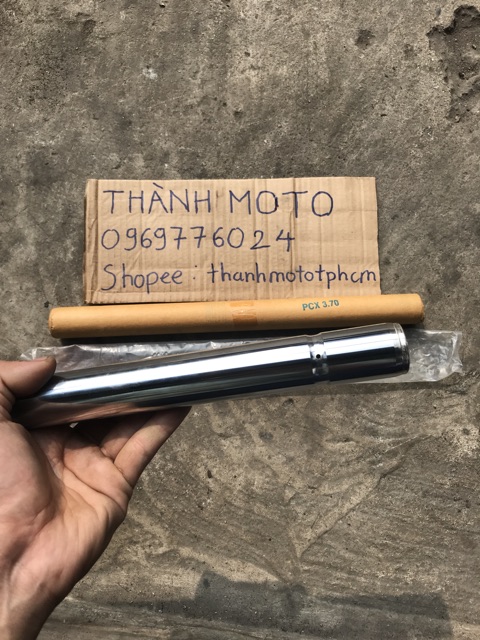 THÀNH MOTO
0969776024
Shopee : thanhmototphcm
PCX 3.70